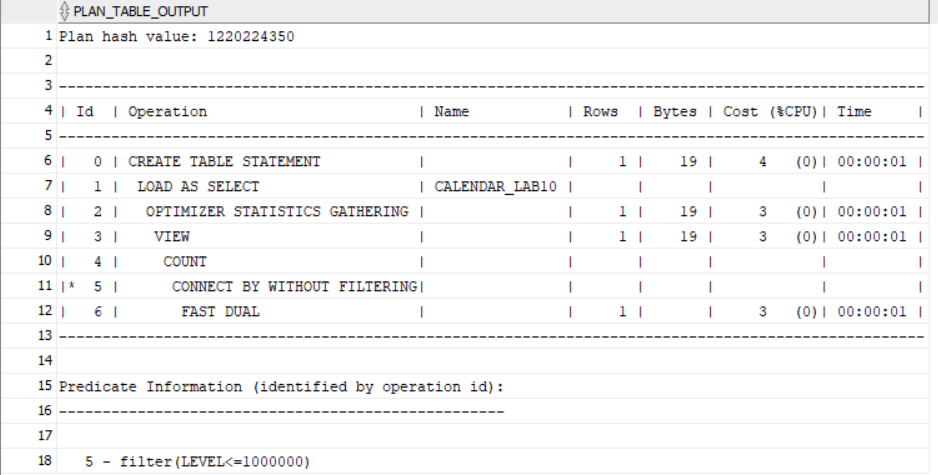 PLAN_TABLE_OUTPUT
1 Plan hash value: 1220224350
2
3 ---------------------------------------------------------------------------------------------------
4 | Id  | Operation                        | Name           | Rows  | Bytes | Cost (%CPU)| Time     |
5 ---------------------------------------------------------------------------------------------------
6 |   0 | CREATE TABLE STATEMENT           |                |     1 |    19 |     4   (0)| 00:00:01 |
7 |   1 |  LOAD AS SELECT                  | CALENDAR_LAB10 |       |       |            |          |
8 |   2 |   OPTIMIZER STATISTICS GATHERING |                |     1 |    19 |     3   (0)| 00:00:01 |
9 |   3 |    VIEW                          |                |     1 |    19 |     3   (0)| 00:00:01 |
10 |   4 |     COUNT                        |                |       |       |            |          |
11 |*  5 |      CONNECT BY WITHOUT FILTERING|                |       |       |            |          |
12 |   6 |       FAST DUAL                  |                |     1 |       |     3   (0)| 00:00:01 |
13 ---------------------------------------------------------------------------------------------------
14
15 Predicate Information (identified by operation id):
16 ---------------------------------------------------
17
18    5 - filter(LEVEL<=1000000)